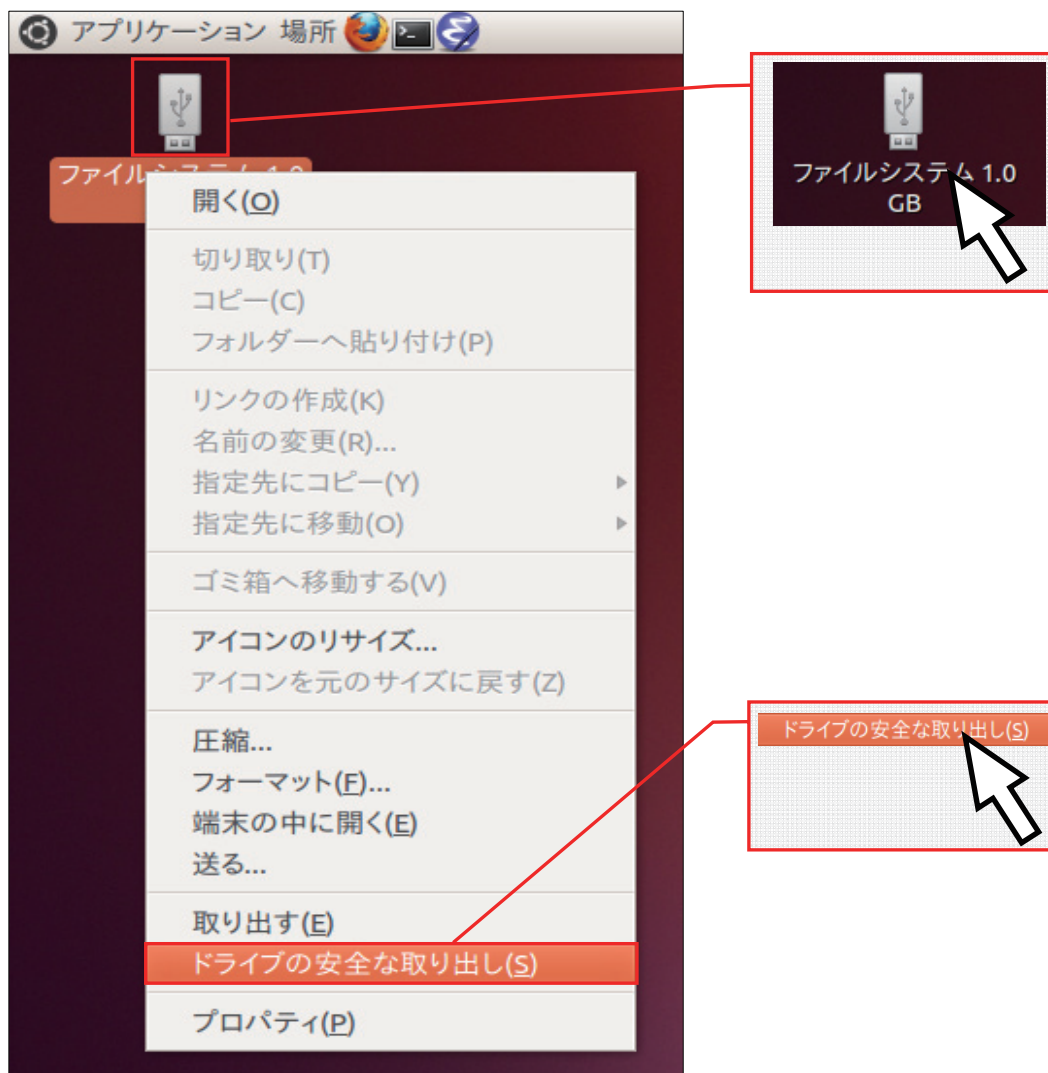 アプリケーション 場所
ファイルシステム 1.0
開く(O)
切り取り(T)
コピー(C)
フォルダーへ貼り付け(P)
リンクの作成(K)
名前の変更(R)...
指定先にコピー(Y)
指定先に移動(O)
ゴミ箱へ移動する(V)
アイコンのリサイズ...
アイコンを元のサイズに戻す(Z)
圧縮...
フォーマット(F)...
端末の中に開く(E)
送る...
取り出す(E)
ドライブの安全な取り出し(S)
プロパティ(P)
ファイルシステム 1.0
GB
ドライブの安全な取り出し(S)